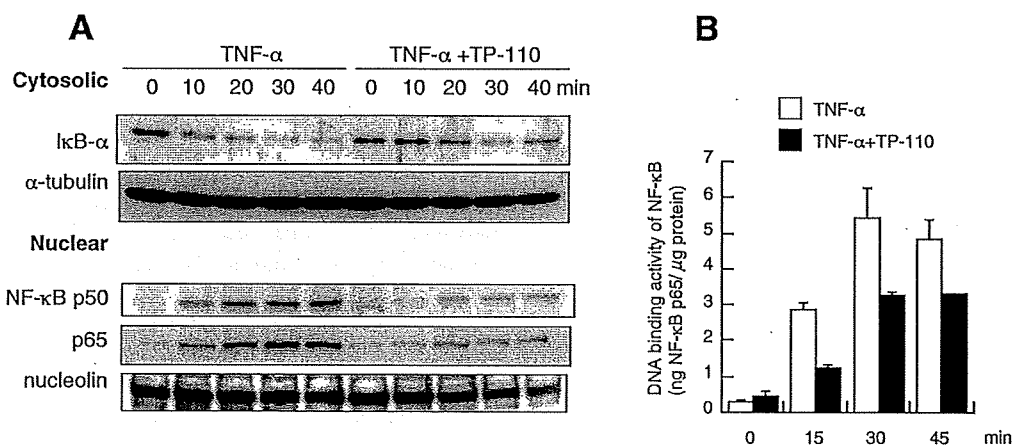 A
TNF-α TNF-α +TP-110
Cytosolic 0 10 20 30 40 0 10 20 30 40 min
IκB-α
α-tubulin
Nuclear
NF-κB p50
p65
nucleolin
B
TNF-α
TNF-α+TP-110
DNA binding activity of NF-κB
(ng NF-κB p65/μg protein)
7
6
5
4
3
2
1
0
0 15 30 45 min